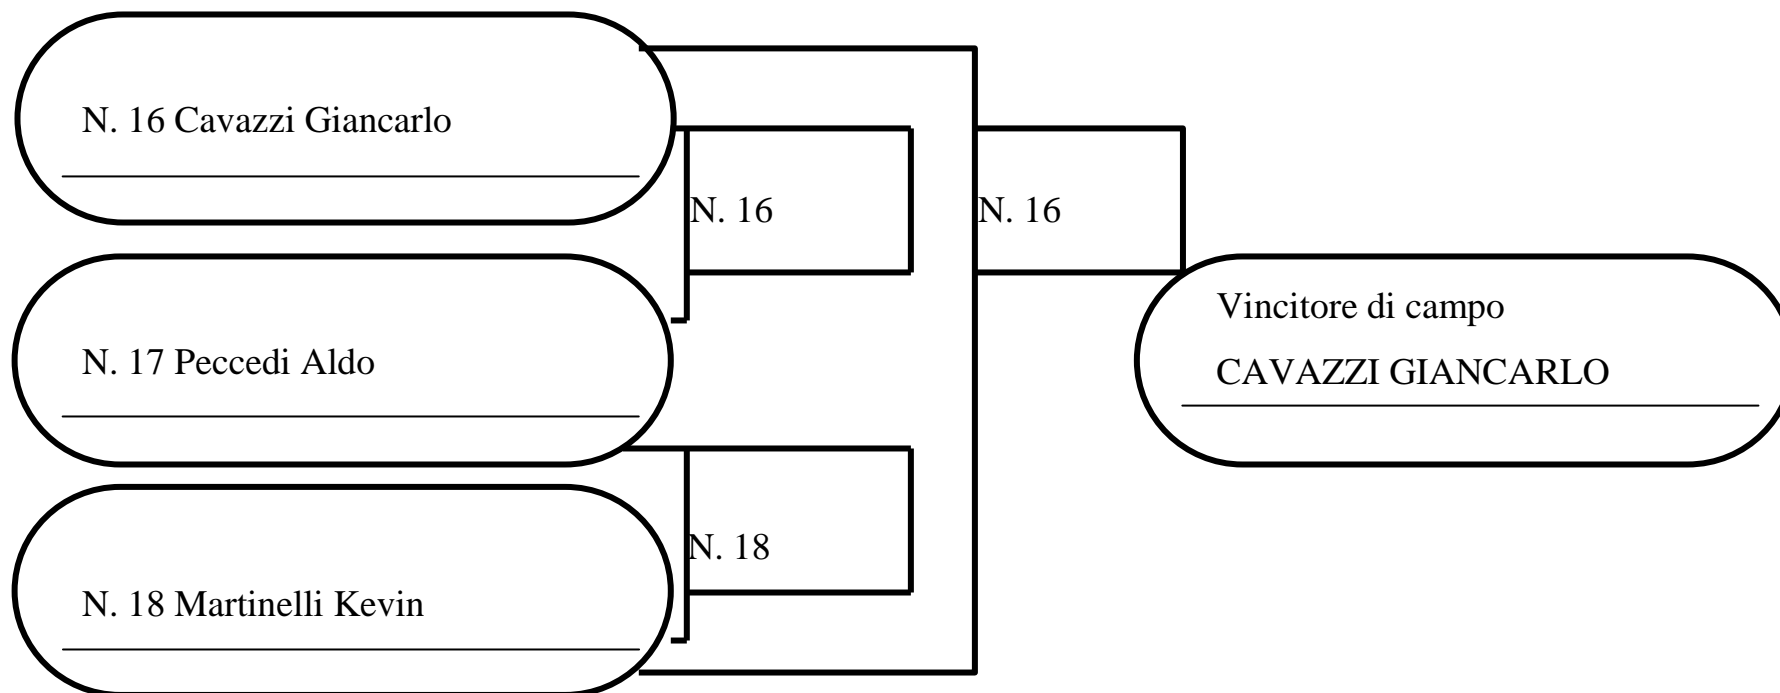 N. 16 Cavazzi Giancarlo
N. 16
N. 16
N. 17 Peccedi Aldo
Vincitore di campo
CAVAZZI GIANCARLO
N. 18
N. 18 Martinelli Kevin